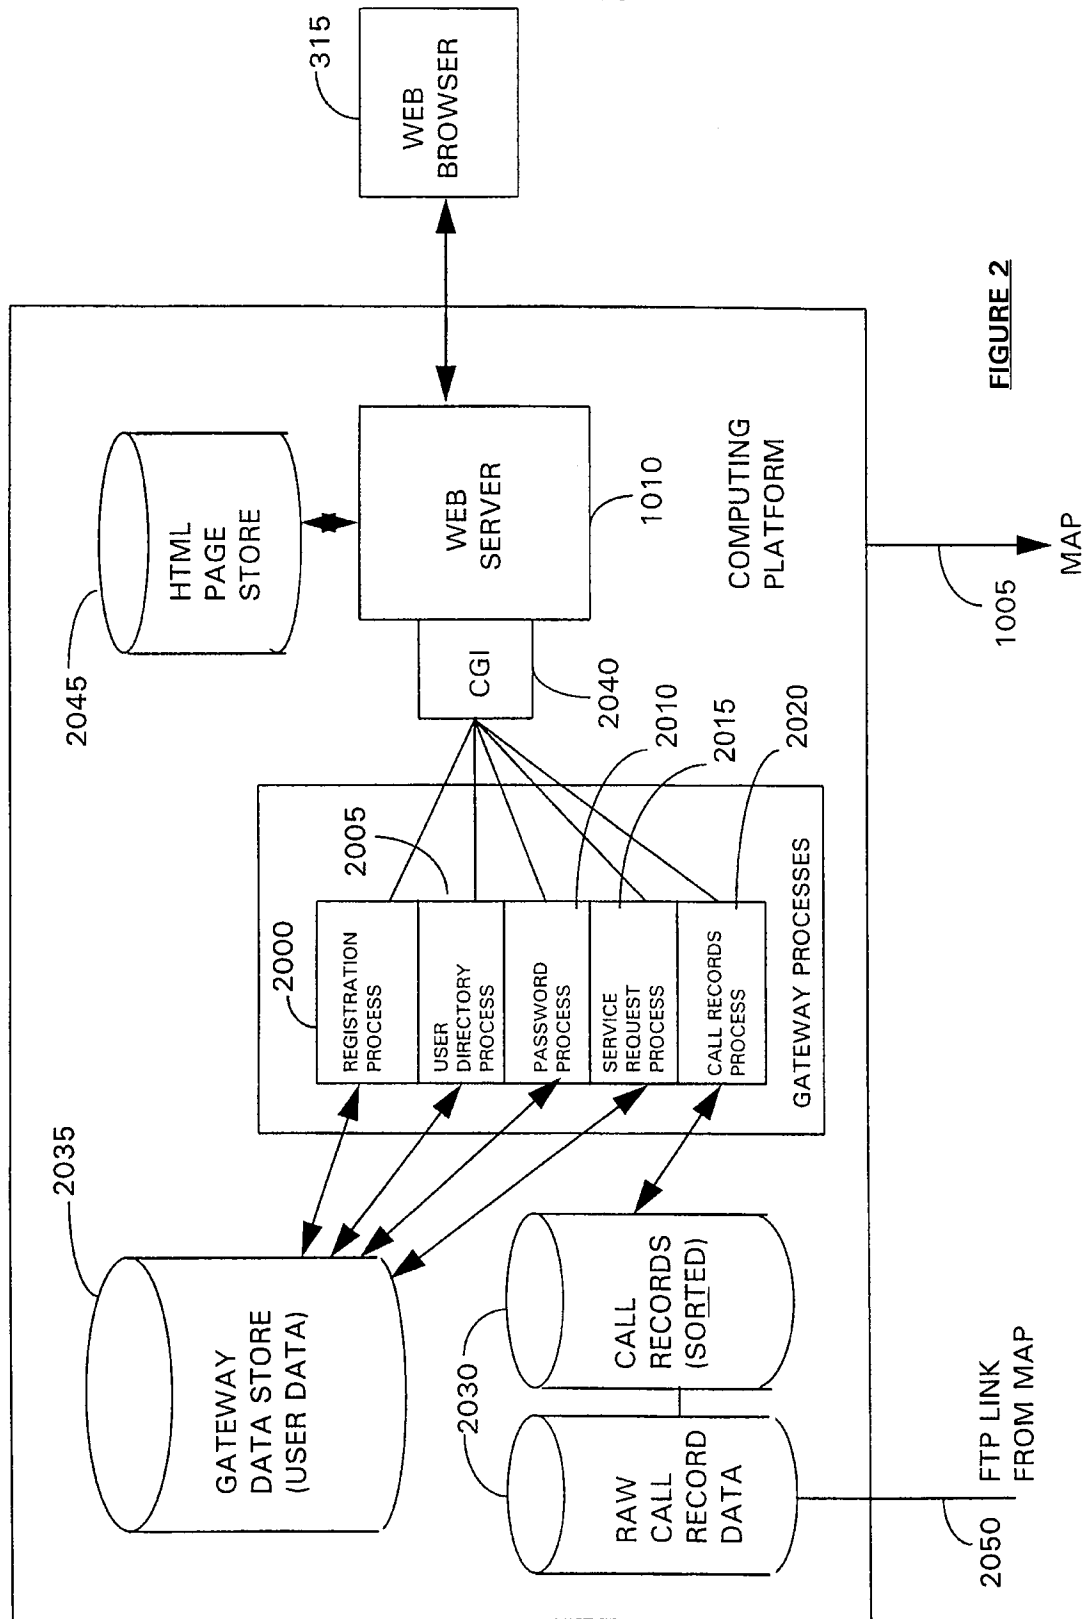 315
WEB
BROWSER
2045
HTML
PAGE
STORE
WEB
SERVER
1010
CGI
2040
COMPUTING
PLATFORM
1005
MAP
2000
2005
2010
2015
2020
REGISTRATION
PROCESS
USER
DIRECTORY
PROCESS
PASSWORD
PROCESS
SERVICE
REQUEST
PROCESS
CALL RECORDS
PROCESS
GATEWAY PROCESSES
2035
GATEWAY
DATA STORE
(USER DATA)
2030
CALL
RECORDS
(SORTED)
RAW
CALL
RECORD
DATA
2050
FTP LINK
FROM MAP
FIGURE 2